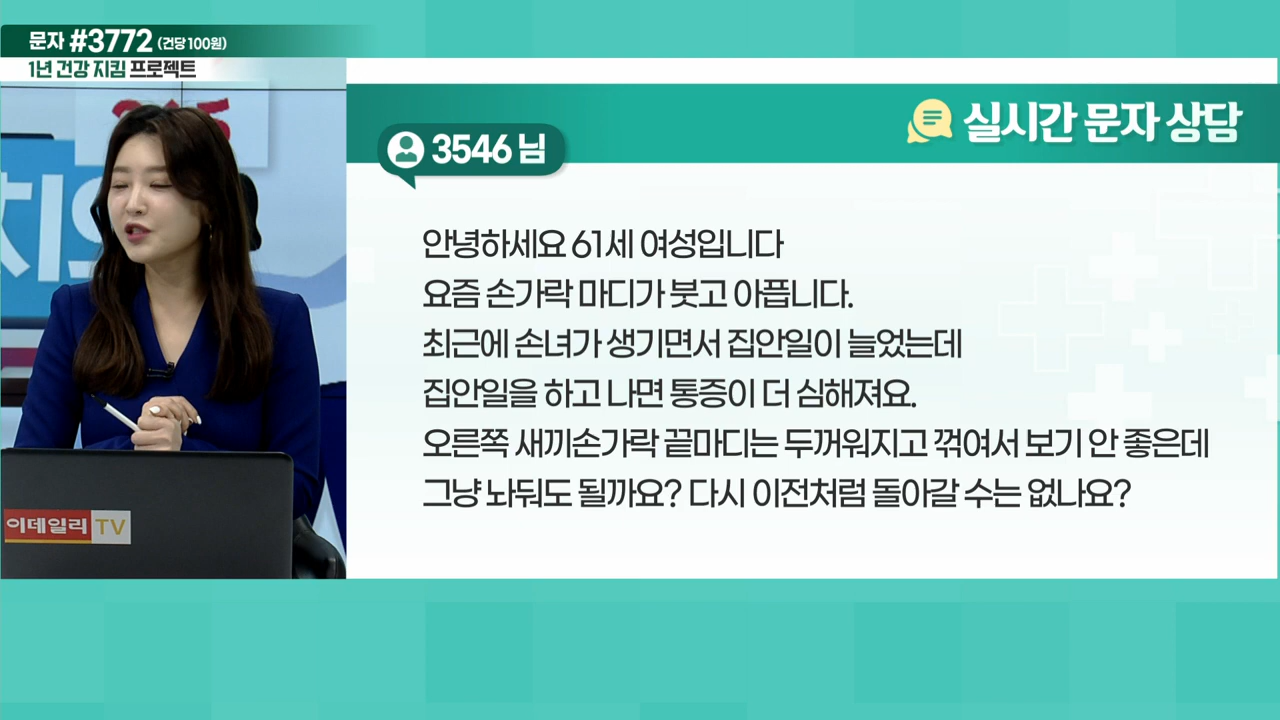 문자 #3772 (건당 100원)
1년 건강 지킴 프로젝트
실시간 문자 상담
3546 님
안녕하세요 61세 여성입니다
요즘 손가락 마디가 붓고 아픕니다.
최근에 손녀가 생기면서 집안일이 늘었는데
집안일을 하고 나면 통증이 더 심해져요.
오른쪽 새끼손가락 끝마디는 두꺼워지고 꺾여서 보기 안 좋은데
그냥 놔둬도 될까요? 다시 이전처럼 돌아갈 수는 없나요?
이데일리 TV